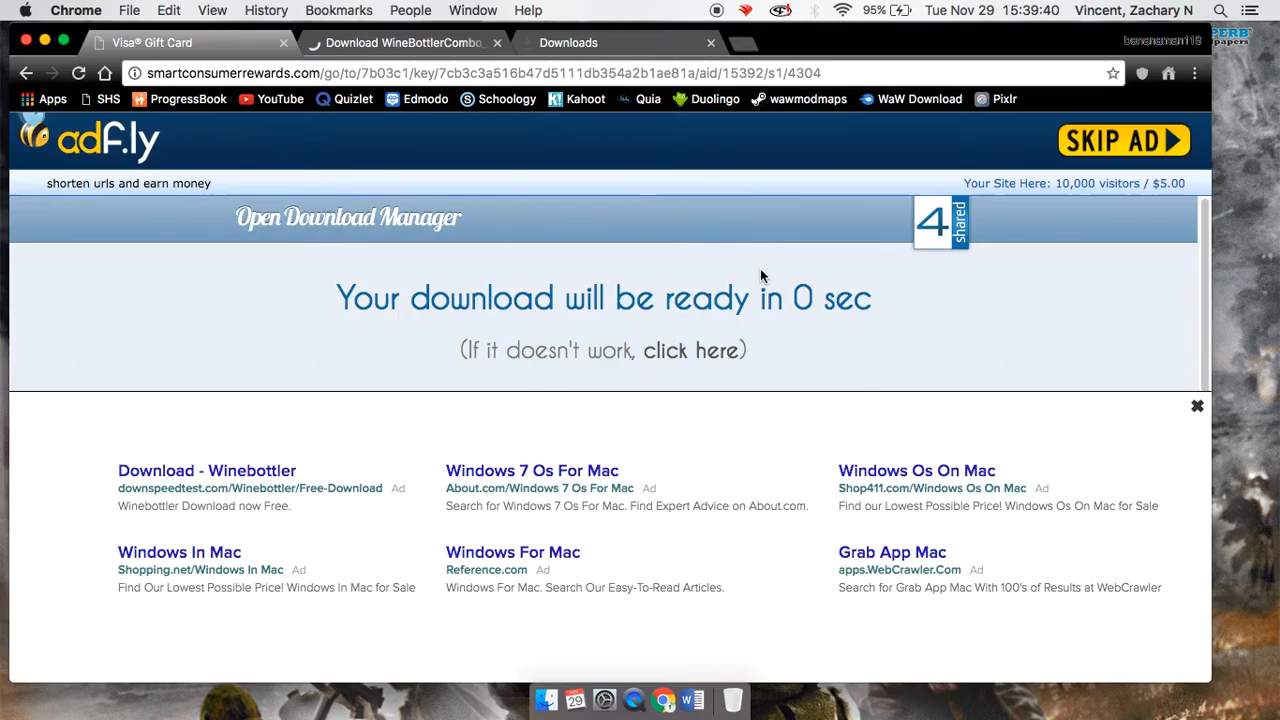 Chrome File Edit View History Bookmarks People Window Help 95% Tue Nov 29 15:39:40 Vincent, Zachary N
Visa® Gift Card Download WineBottlerCombo Downloads bananaman118
smartconsumerrewards.com/go/to/7b03c1/key/7cb3c3a516b47d5111db354a2b1ae81a/aid/15392/s1/4304
Apps SHS ProgressBook YouTube Quizlet Edmodo Schoology Kahoot Quia Duolingo wawmodmaps WaW Download Pixlr
adf.ly SKIP AD
shorten urls and earn money Your Site Here: 10,000 visitors / $5.00
Open Download Manager 4 shared
Your download will be ready in 0 sec
(If it doesn't work, click here)
Download - Winebottler Windows 7 Os For Mac Windows Os On Mac
downspeedtest.com/Winebottler/Free-Download Ad About.com/Windows 7 Os For Mac Ad Shop411.com/Windows Os On Mac Ad
Winebottler Download now Free. Search for Windows 7 Os For Mac. Find Expert Advice on About.com. Find our Lowest Possible Price! Windows Os On Mac for Sale
Windows In Mac Windows For Mac Grab App Mac
Shopping.net/Windows In Mac Ad Reference.com Ad apps.WebCrawler.Com Ad
Find Our Lowest Possible Price! Windows In Mac for Sale Windows For Mac. Search Our Easy-To-Read Articles. Search for Grab App Mac With 100's of Results at WebCrawler
29